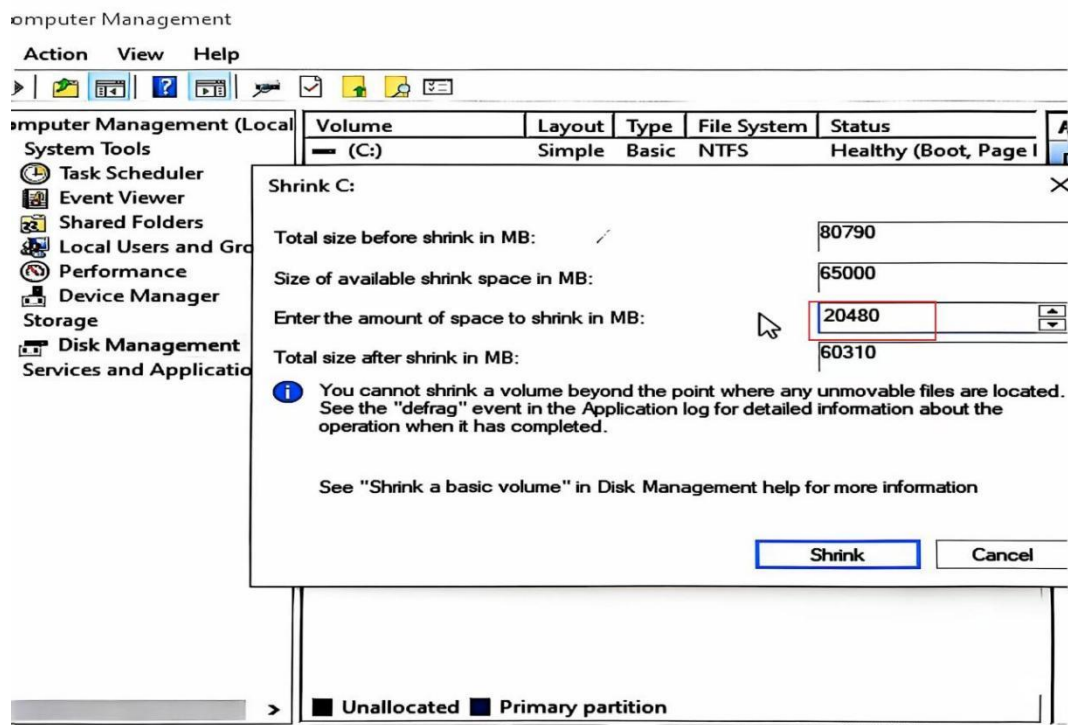 omputer Management
Action View Help
omputer Management (Local
System Tools
Task Scheduler
Event Viewer
Shared Folders
Local Users and Gro
Performance
Device Manager
Storage
Disk Management
Services and Applicatio
Volume Layout Type File System Status
(C:) Simple Basic NTFS Healthy (Boot, Page
Shrink C:
Total size before shrink in MB: 80790
Size of available shrink space in MB: 65000
Enter the amount of space to shrink in MB: 20480
Total size after shrink in MB: 60310
You cannot shrink a volume beyond the point where any unmovable files are located.
See the "defrag" event in the Application log for detailed information about the
operation when it has completed.
See "Shrink a basic volume" in Disk Management help for more information
Shrink Cancel
Unallocated Primary partition